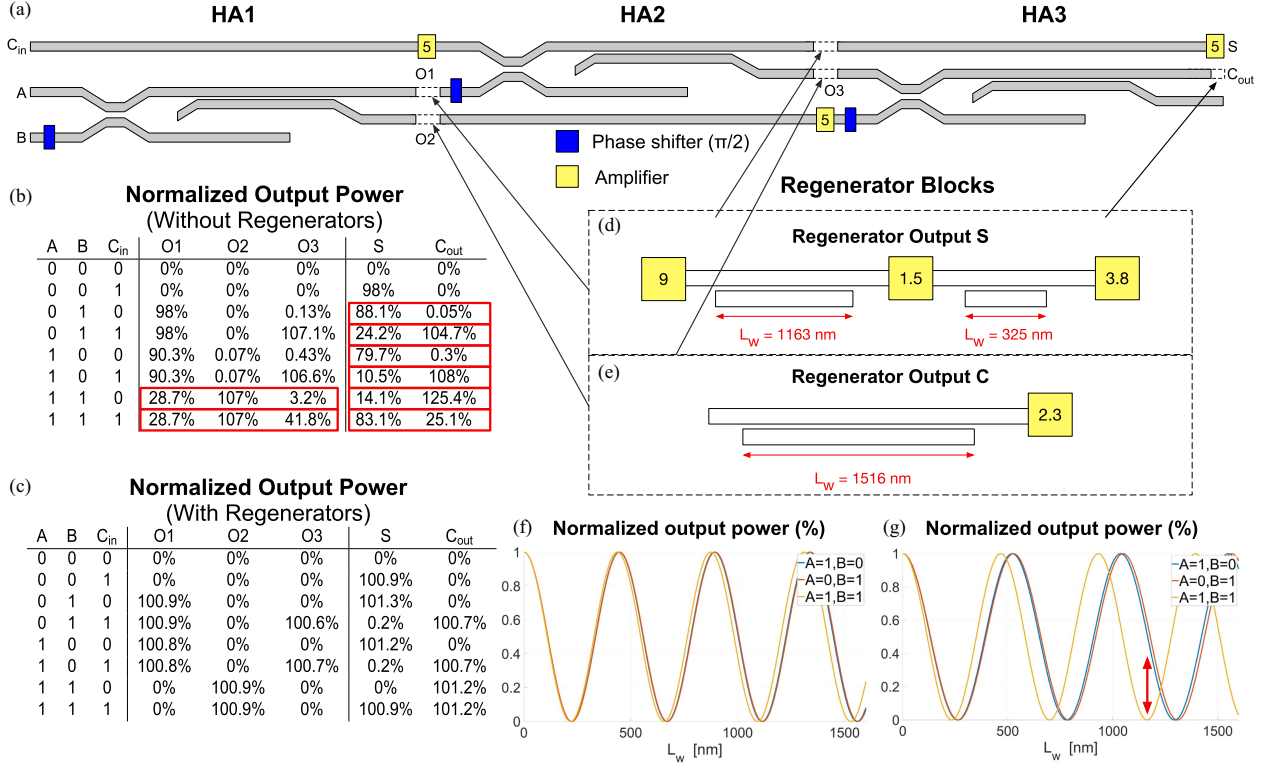 (a)
HA1 HA2 HA3
Cin 5 5 S
O1 Cout
A O3
B O2 5
Phase shifter (π/2)
Amplifier
(b)
Normalized Output Power
(Without Regenerators)
A B Cin O1 O2 O3 S Cout
0 0 0 0% 0% 0% 0% 0%
0 0 1 0% 0% 0% 98% 0%
0 1 0 98% 0% 0.13% 88.1% 0.05%
0 1 1 98% 0% 107.1% 24.2% 104.7%
1 0 0 90.3% 0.07% 0.43% 79.7% 0.3%
1 0 1 90.3% 0.07% 106.6% 10.5% 108%
1 1 0 28.7% 107% 3.2% 14.1% 125.4%
1 1 1 28.7% 107% 41.8% 83.1% 25.1%
Regenerator Blocks
(d)
Regenerator Output S
9 1.5 3.8
Lw = 1163 nm Lw = 325 nm
(e)
Regenerator Output C
2.3
Lw = 1516 nm
(c)
Normalized Output Power
(With Regenerators)
A B Cin O1 O2 O3 S Cout
0 0 0 0% 0% 0% 0% 0%
0 0 1 0% 0% 0% 100.9% 0%
0 1 0 100.9% 0% 0% 101.3% 0%
0 1 1 100.9% 0% 100.6% 0.2% 100.7%
1 0 0 100.8% 0% 0% 101.2% 0%
1 0 1 100.8% 0% 100.7% 0.2% 100.7%
1 1 0 0% 100.9% 0% 0% 101.2%
1 1 1 0% 100.9% 0% 100.9% 101.2%
(f)
Normalized output power (%)
1
0.8
0.6
0.4
0.2
0
0 500 1000 1500
Lw [nm]
A=1,B=0
A=0,B=1
A=1,B=1
(g)
Normalized output power (%)
1
0.8
0.6
0.4
0.2
0
0 500 1000 1500
Lw [nm]
A=1,B=0
A=0,B=1
A=1,B=1